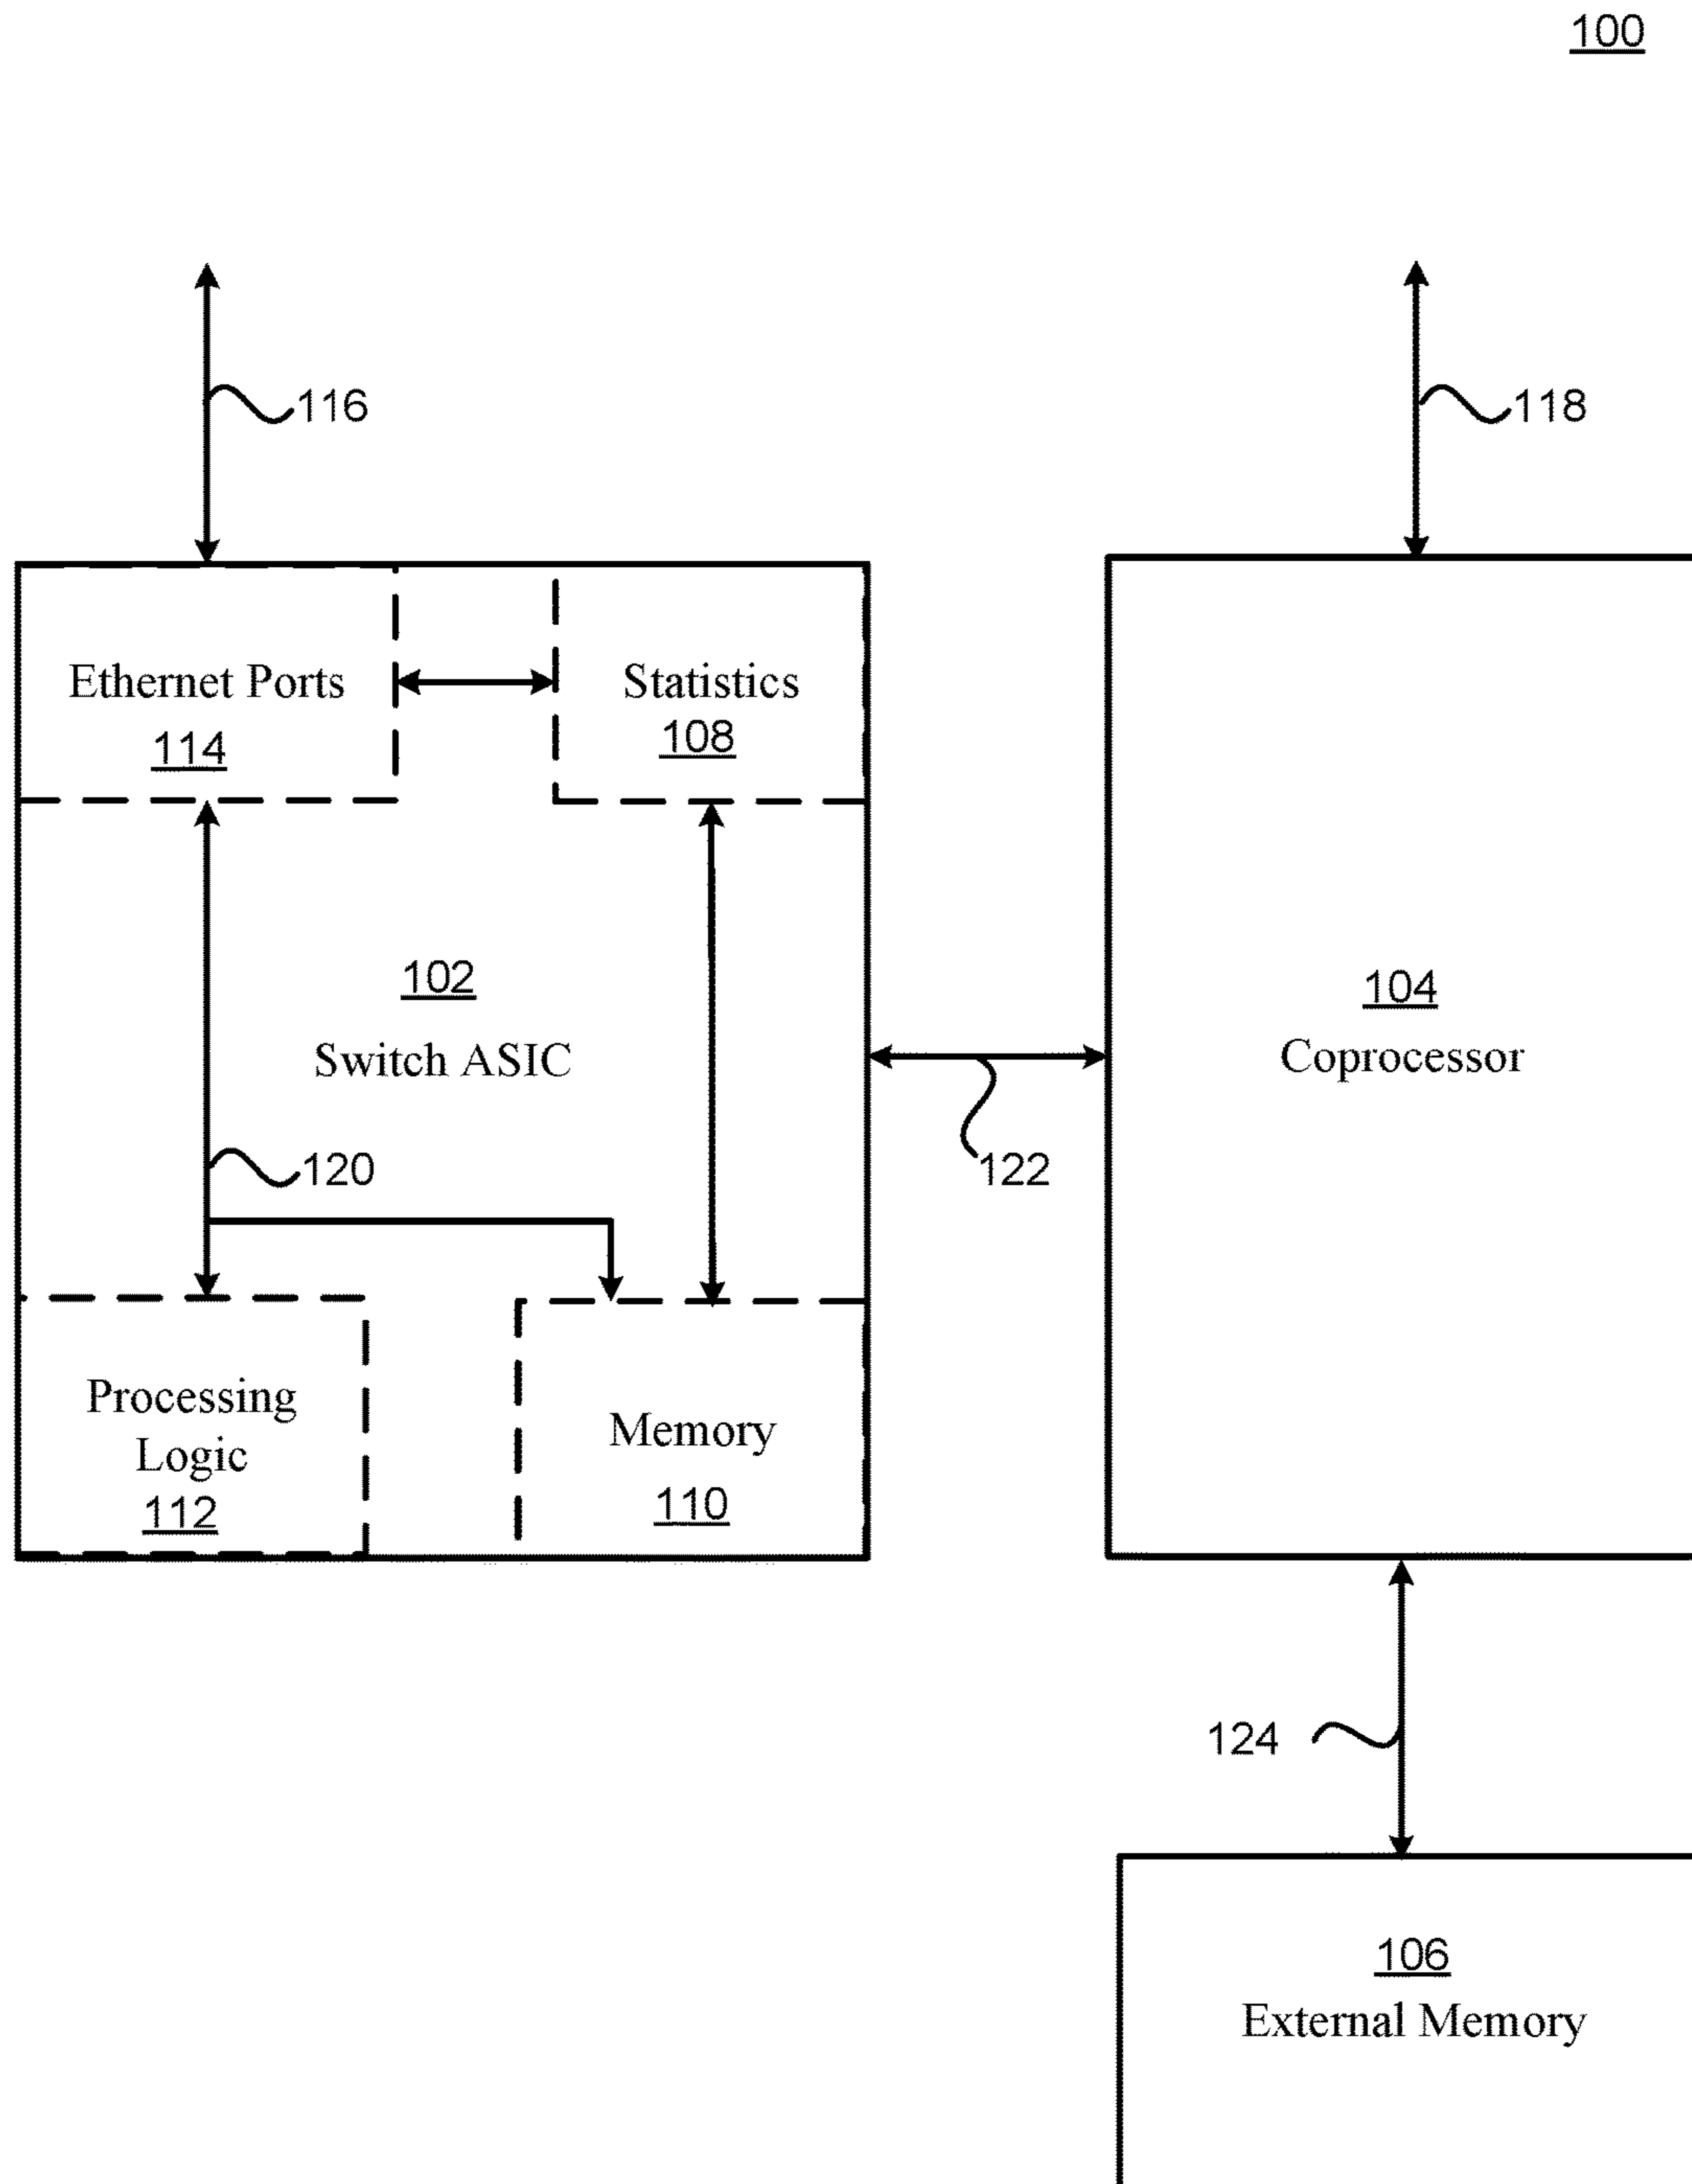 100
116
118
Ethernet Ports
114
Statistics
108
102
Switch ASIC
104
Coprocessor
120
122
Processing
Logic
112
Memory
110
124
106
External Memory